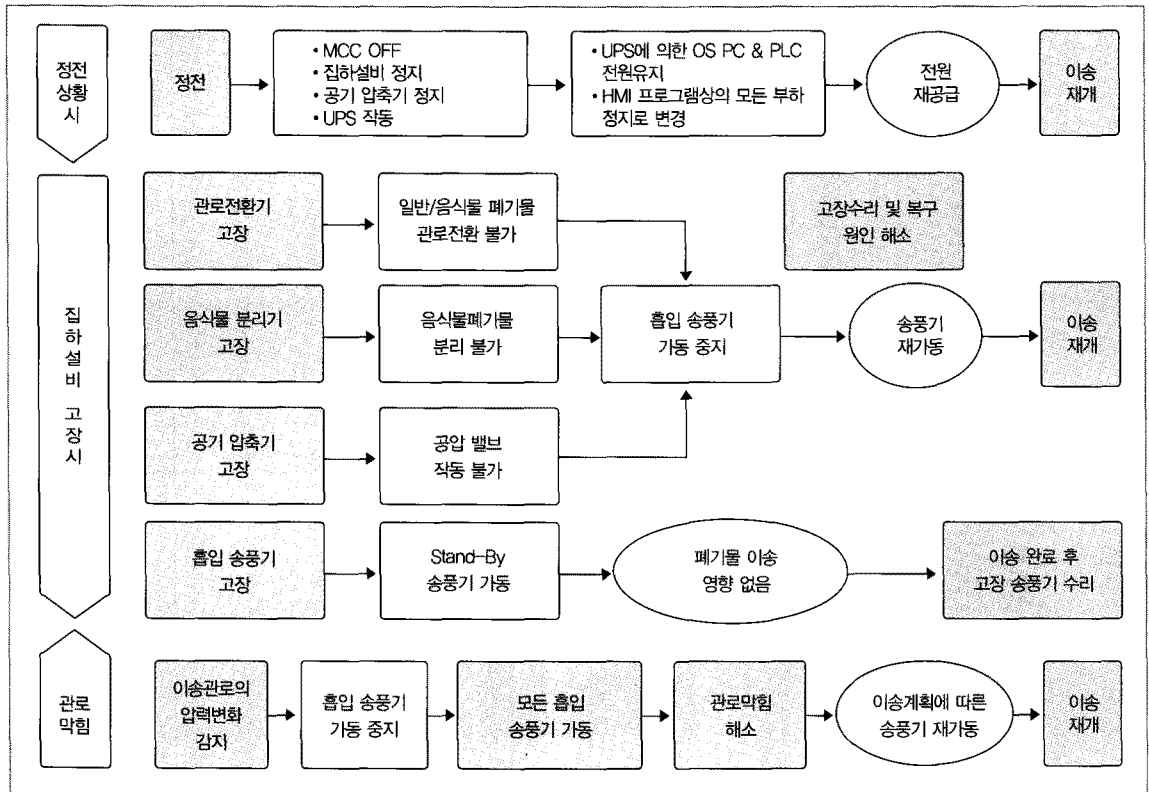 정전
상황
시
정전
• MCC OFF
• 집하설비 정지
• 공기 압축기 정지
• UPS 작동
• UPS에 의한 OS PC & PLC
전원유지
• HMI 프로그램상의 모든 부하
정지로 변경
전원
재공급
이송
재개
집
하
설
비
고
장
시
관로전환기
고장
일반/음식물 폐기물
관로전환 불가
고장수리 및 복구
원인 해소
음식물 분리기
고장
음식물폐기물
분리 불가
흡입 송풍기
가동 중지
송풍기
재가동
이송
재개
공기 압축기
고장
공압 밸브
작동 불가
흡입 송풍기
고장
Stand-By
송풍기 가동
폐기물 이송
영향 없음
이송 완료 후
고장 송풍기 수리
관로
막힘
이송관로의
압력변화
감지
흡입 송풍기
가동 중지
모든 흡입
송풍기 가동
관로막힘
해소
이송계획에 따른
송풍기 재가동
이송
재개